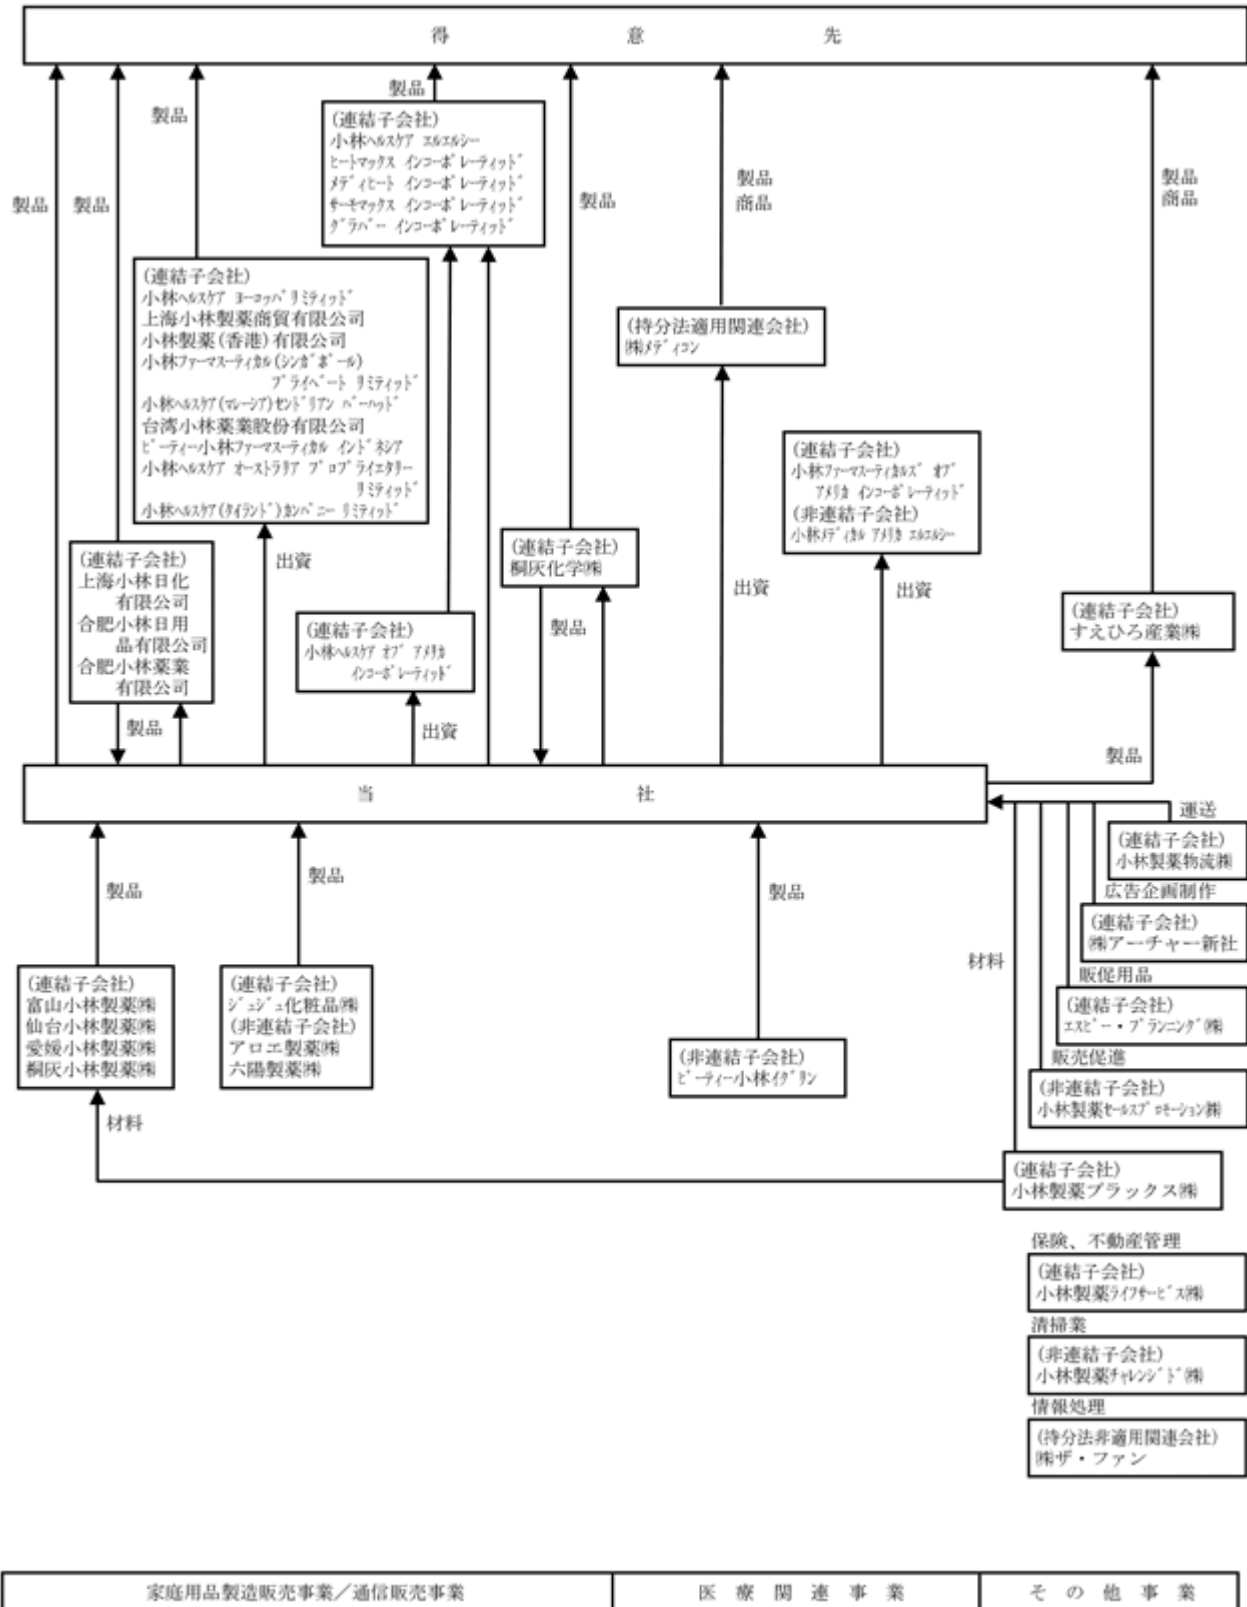 得意先
製品
(連結子会社)
小林ヘルスケア エルエルシー
ヒートマックス インコーポレーティッド
メディヒート インコーポレーティッド
サーモマックス インコーポレーティッド
グラバー インコーポレーティッド
製品
製品
製品
製品
製品
商品
製品
商品
(連結子会社)
小林ヘルスケア ヨーロッパ リミティッド
上海小林製薬商貿有限公司
小林製薬(香港)有限公司
小林ファーマスーティカル(シンガポール)
プライベート リミティッド
小林ヘルスケア(マレーシア)センドリアン バーハッド
台湾小林薬業股份有限公司
ピーティー小林ファーマスーティカル インドネシア
小林ヘルスケア オーストラリア プロプライエタリー
リミティッド
小林ヘルスケア(タイランド)カンパニー リミティッド
(持分法適用関連会社)
㈱メディコン
(連結子会社)
小林ファーマスーティカルズ オブ
アメリカ インコーポレーティッド
(非連結子会社)
小林メディカル アメリカ エルエルシー
(連結子会社)
上海小林日化
有限公司
合肥小林日用
品有限公司
合肥小林薬業
有限公司
出資
(連結子会社)
桐灰化学㈱
出資
出資
(連結子会社)
すえひろ産業㈱
(連結子会社)
小林ヘルスケア オブ アメリカ
インコーポレーティッド
製品
製品
出資
製品
当社
運送
(連結子会社)
小林製薬物流㈱
広告企画制作
(連結子会社)
㈱アーチャー新社
販促用品
(連結子会社)
エスピー・プランニング㈱
販売促進
(非連結子会社)
小林製薬セールスプロモーション㈱
材料
(連結子会社)
小林製薬プラックス㈱
製品
製品
製品
(連結子会社)
富山小林製薬㈱
仙台小林製薬㈱
愛媛小林製薬㈱
桐灰小林製薬㈱
(連結子会社)
ジュジュ化粧品㈱
(非連結子会社)
アロエ製薬㈱
六陽製薬㈱
(非連結子会社)
ピーティー小林イグリン
材料
保険、不動産管理
(連結子会社)
小林製薬ライフサービス㈱
清掃業
(非連結子会社)
小林製薬チャレンジド㈱
情報処理
(持分法非適用関連会社)
㈱ザ・ファン
家庭用品製造販売事業／通信販売事業
医療関連事業
その他事業